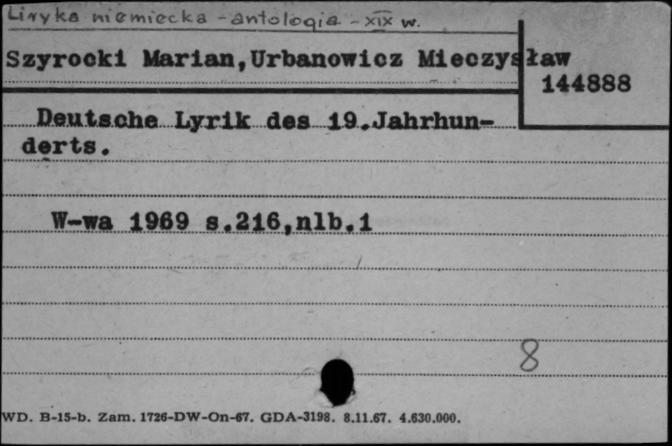 Liryka niemiecka - antologia - XIX w.
Szyrocki Marian,Urbanowicz Mieczysław
144888
Deutsche Lyrik des 19.Jahrhun-
derts.
W-wa 1969 s.216,nlb.1
8
WD. B-15-b. Zam. 1726-DW-On-67. GDA-3198. 8.11.67. 4.630.000.